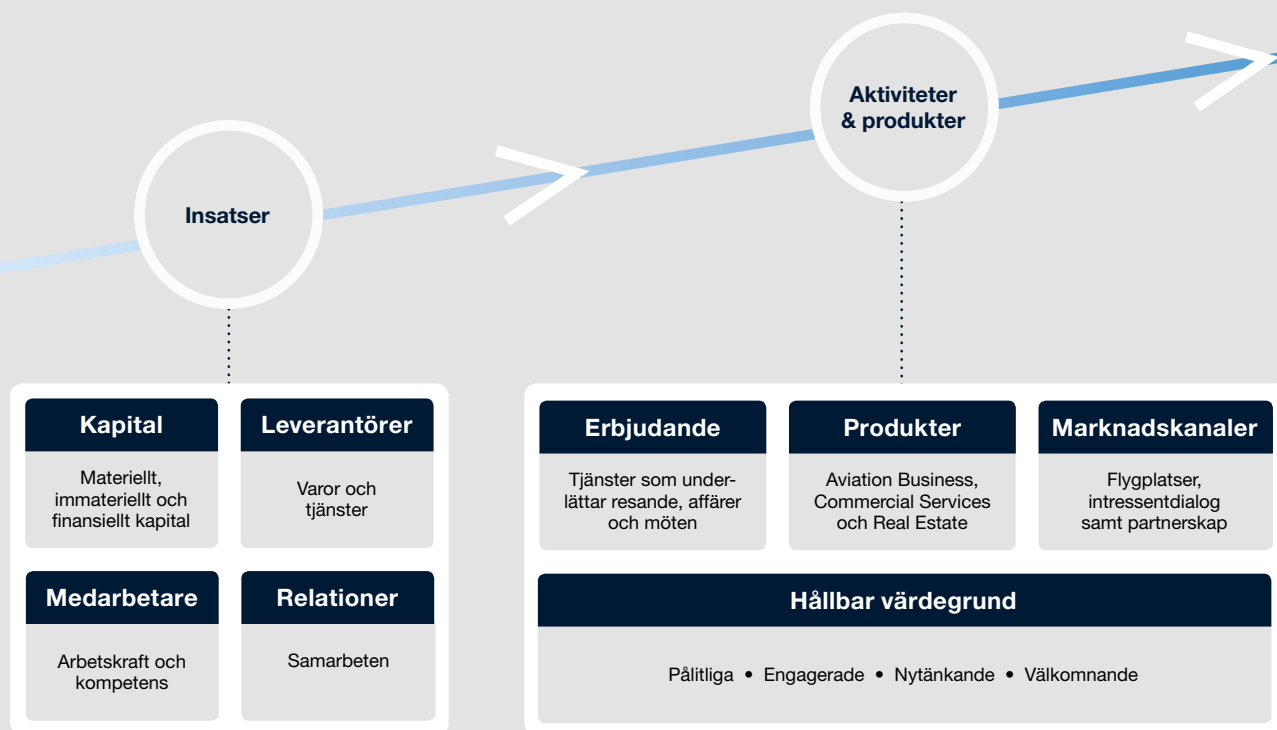 Insatser
Aktiviteter
& produkter
Kapital
Materiellt,
immateriellt och
finansiellt kapital
Leverantörer
Varor och
tjänster
Medarbetare
Arbetskraft och
kompetens
Relationer
Samarbeten
Erbjudande
Tjänster som under-
lättar resande, affärer
och möten
Produkter
Aviation Business,
Commercial Services
och Real Estate
Marknadskanaler
Flygplatser,
intressentdialog
samt partnerskap
Hållbar värdegrund
Pålitliga • Engagerade • Nytänkande • Välkomnande